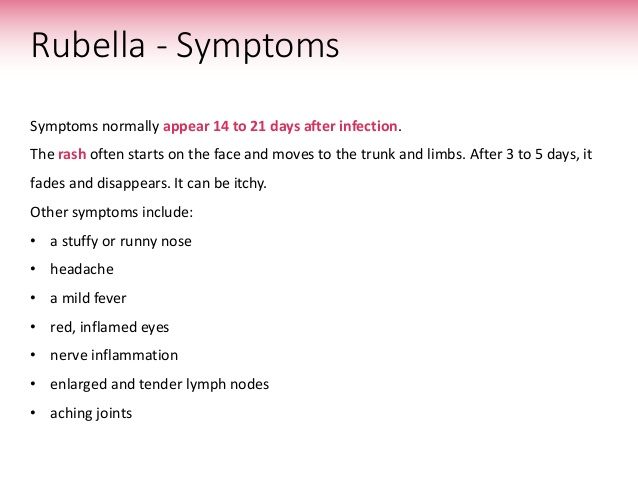 Rubella - Symptoms
Symptoms normally appear 14 to 21 days after infection.
The rash often starts on the face and moves to the trunk and limbs. After 3 to 5 days, it
fades and disappears. It can be itchy.
Other symptoms include:
• a stuffy or runny nose
• headache
• a mild fever
• red, inflamed eyes
• nerve inflammation
• enlarged and tender lymph nodes
• aching joints